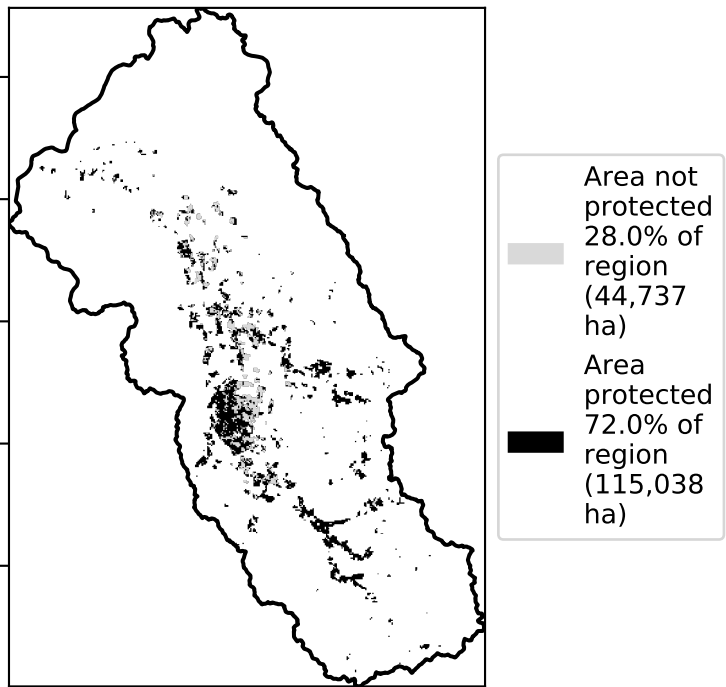 Area not
protected
28.0% of
region
(44,737
ha)
Area
protected
72.0% of
region
(115,038
ha)